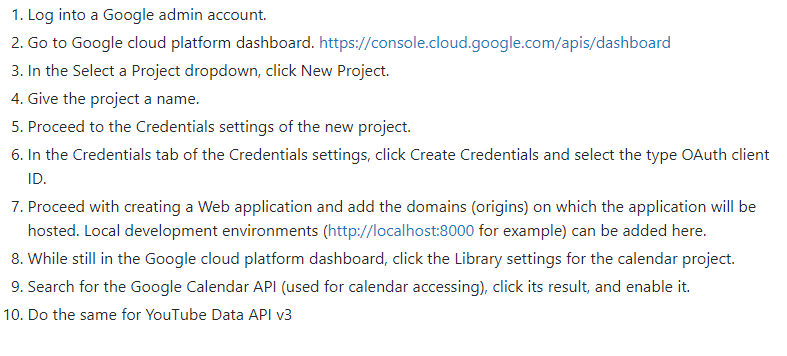 1. Log into a Google admin account.
2. Go to Google cloud platform dashboard. https://console.cloud.google.com/apis/dashboard
3. In the Select a Project dropdown, click New Project.
4. Give the project a name.
5. Proceed to the Credentials settings of the new project.
6. In the Credentials tab of the Credentials settings, click Create Credentials and select the type OAuth client
ID.
7. Proceed with creating a Web application and add the domains (origins) on which the application will be
hosted. Local development environments (http://localhost:8000 for example) can be added here.
8. While still in the Google cloud platform dashboard, click the Library settings for the calendar project.
9. Search for the Google Calendar API (used for calendar accessing), click its result, and enable it.
10. Do the same for YouTube Data API v3